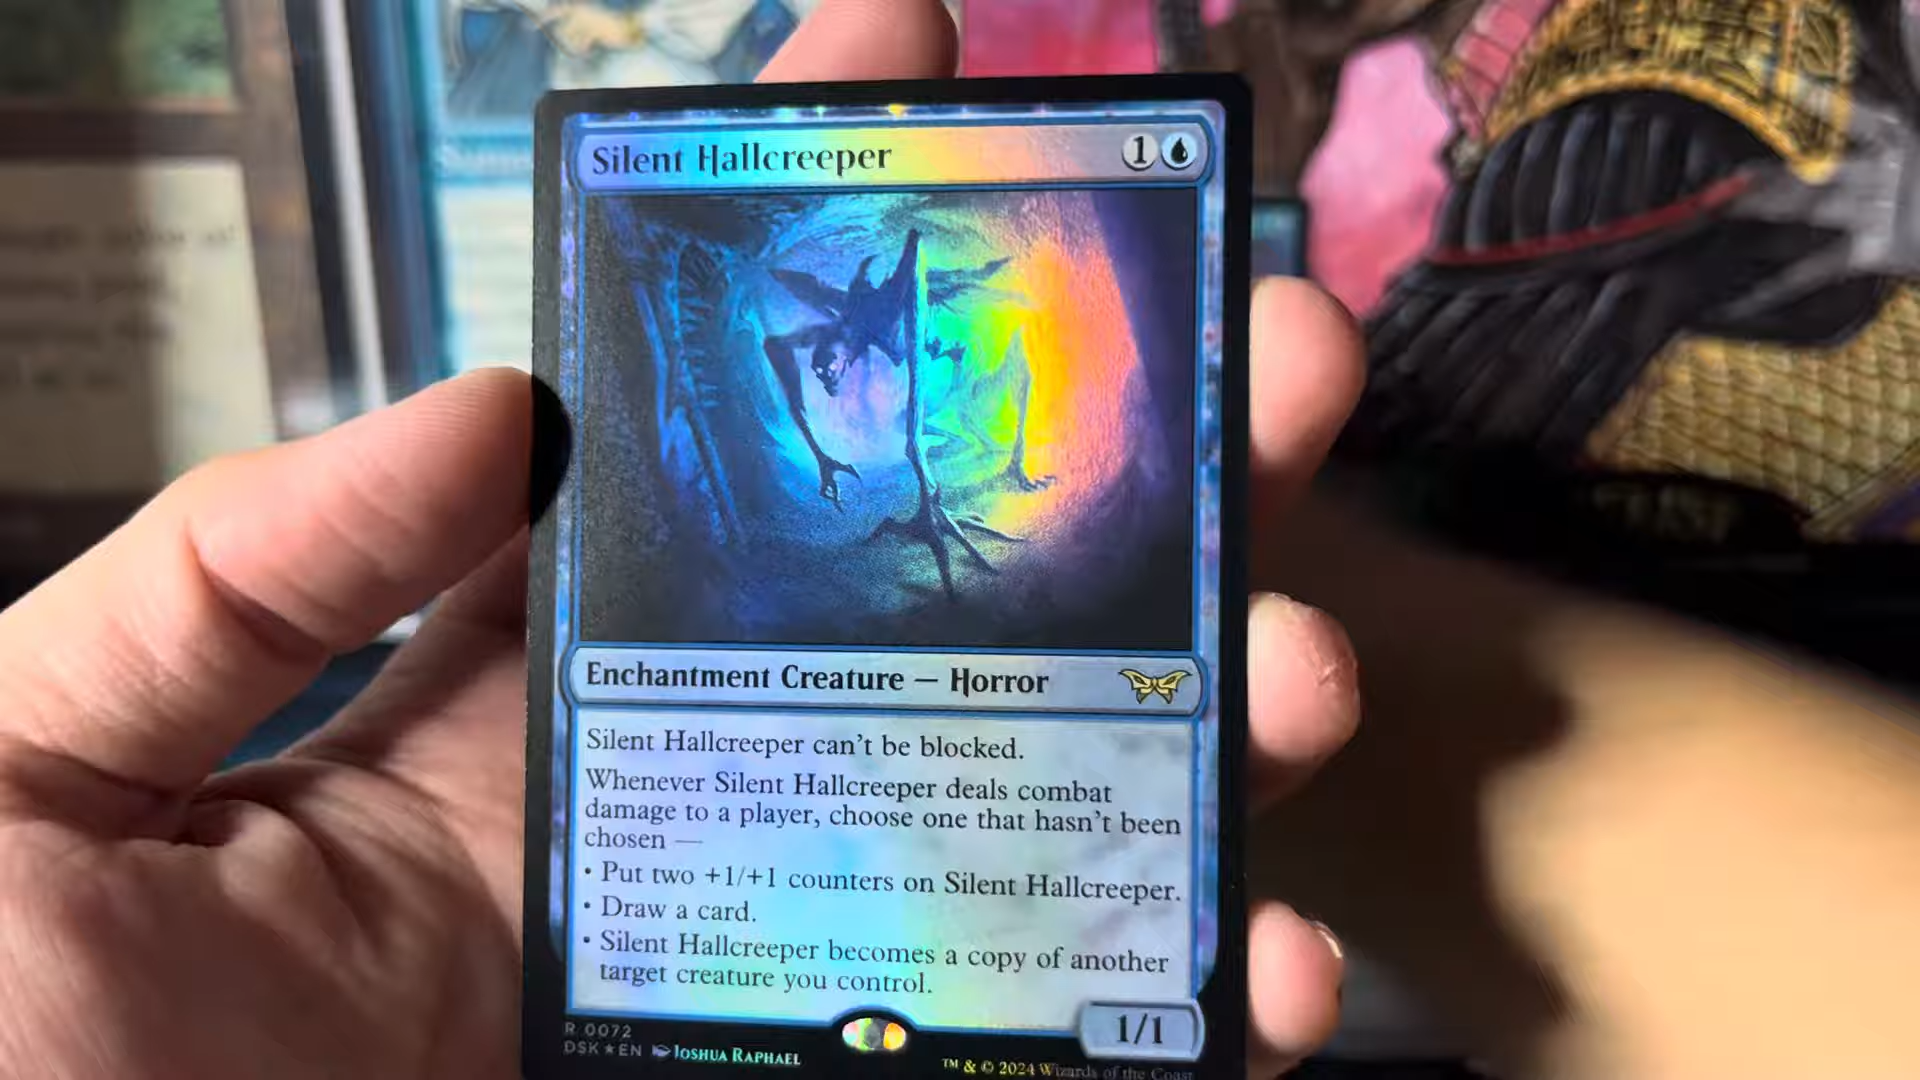 Silent Hallcreeper 1
Enchantment Creature — Horror
Silent Hallcreeper can't be blocked.
Whenever Silent Hallcreeper deals combat
damage to a player, choose one that hasn't been
chosen —
• Put two +1/+1 counters on Silent Hallcreeper.
• Draw a card.
• Silent Hallcreeper becomes a copy of another
target creature you control.
1/1
R 0072
DSK ★ EN Joshua Raphael
™ & © 2024 Wizards of the Coast